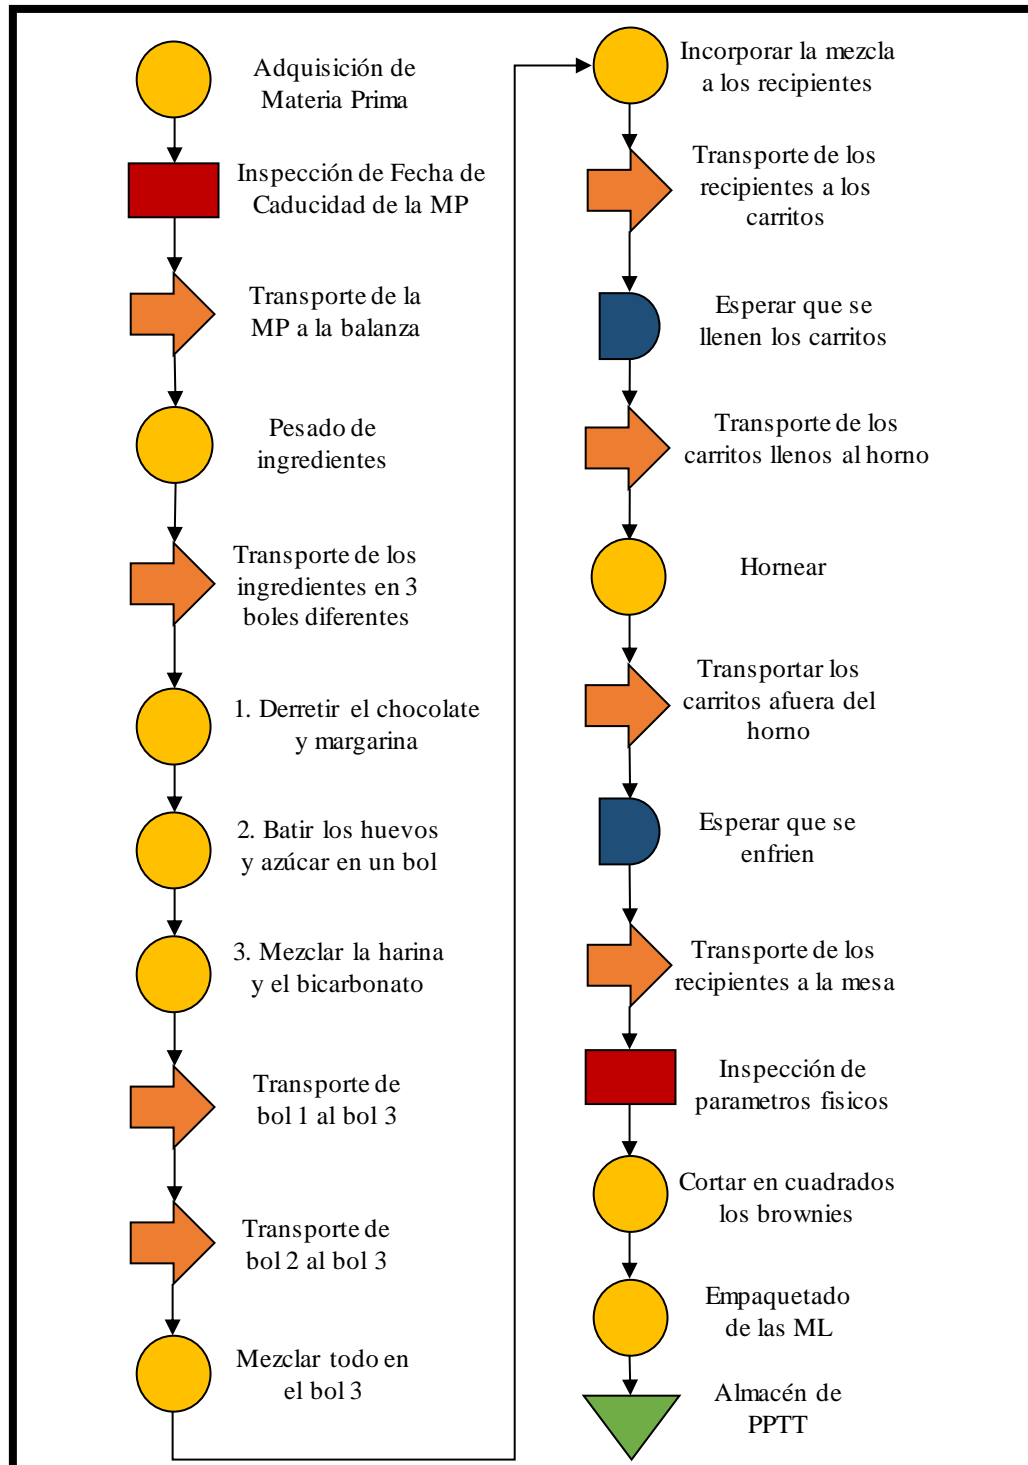 Adquisición de
Materia Prima
Inspección de Fecha de
Caducidad de la MP
Transporte de la
MP a la balanza
Pesado de
ingredientes
Transporte de los
ingredientes en 3
boles diferentes
1. Derretir el chocolate
y margarina
2. Batir los huevos
y azúcar en un bol
3. Mezclar la harina
y el bicarbonato
Transporte de
bol 1 al bol 3
Transporte de
bol 2 al bol 3
Mezclar todo en
el bol 3
Incorporar la mezcla
a los recipientes
Transporte de los
recipientes a los
carritos
Esperar que se
llenen los carritos
Transporte de los
carritos llenos al horno
Hornear
Transportar los
carritos afuera del
horno
Esperar que se
enfrien
Transporte de los
recipientes a la mesa
Inspección de
parametros fisicos
Cortar en cuadrados
los brownies
Empaquetado
de las ML
Almacén de
PPTT